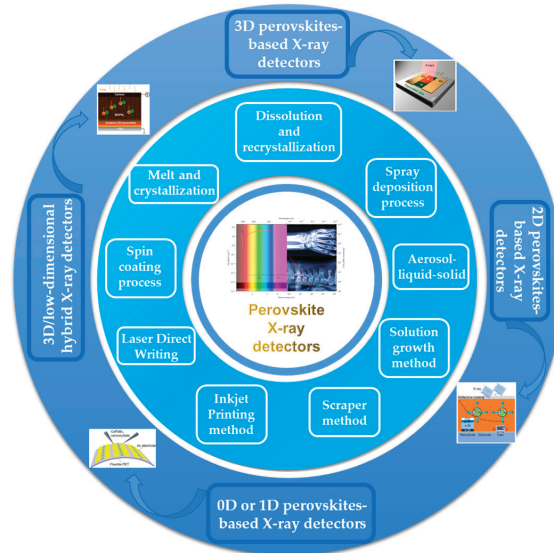 3D perovskites-
based X-ray
detectors
Dissolution and
recrystallization
Melt and
crystallization
Spray
deposition
process
2D perovskites-
based X-ray
detectors
3D/low-dimensional
hybrid X-ray detectors
Spin
coating
process
Aerosol-
liquid-solid
Perovskite
X-ray
detectors
Laser Direct
Writing
Solution
growth
method
Inkjet
Printing
method
Scraper
method
0D or 1D perovskites-
based X-ray detectors
Flexible PET